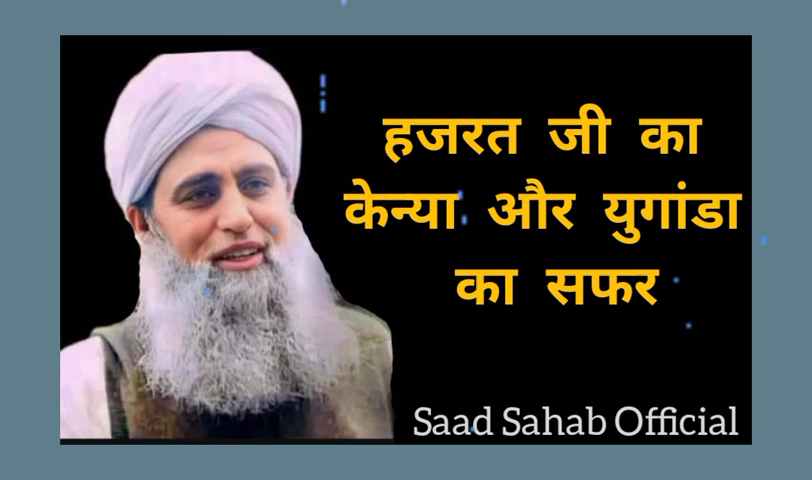 हजरत जी का
केन्या और युगांडा
का सफर
Saad Sahab Official